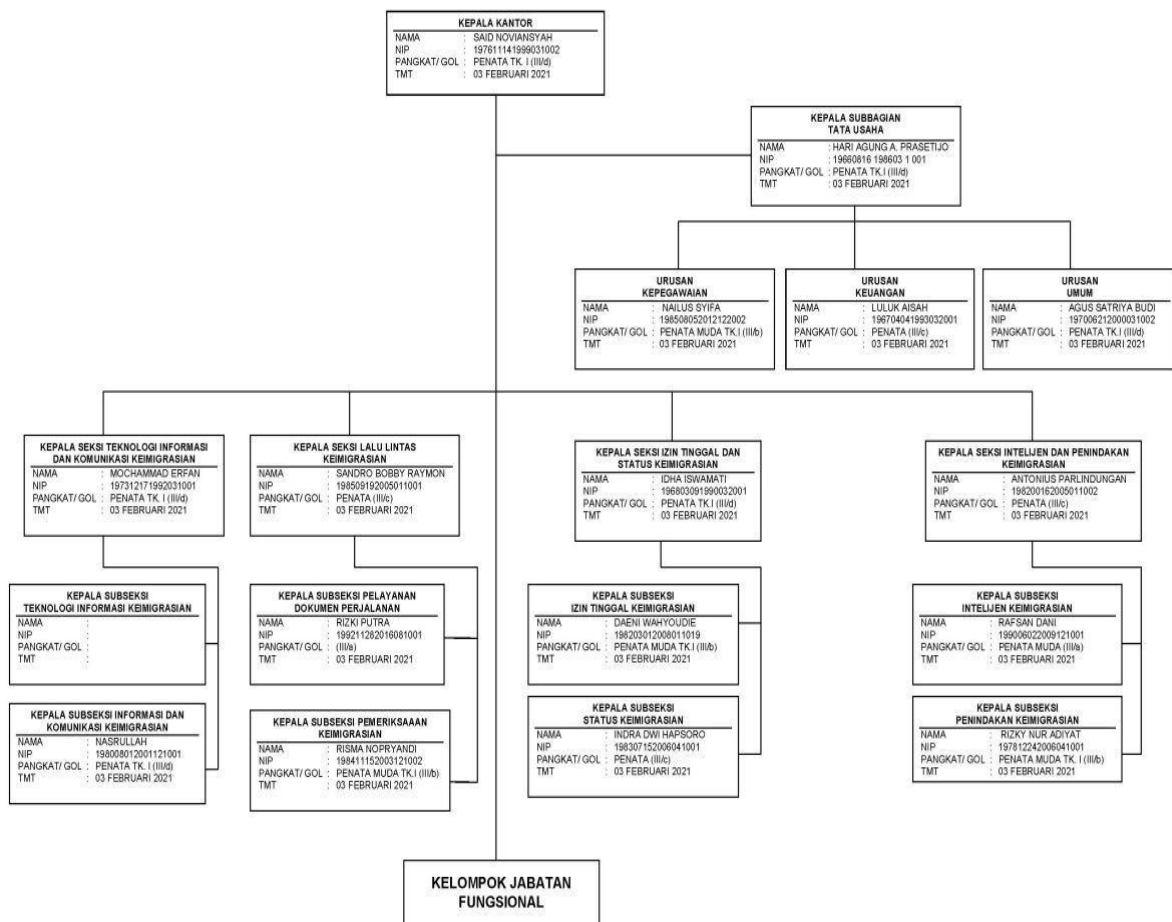 KEPALA KANTOR
NAMA : SAID NOVIANSYAH
NIP : 197611141999031002
PANGKAT/ GOL : PENATA TK. I (III/d)
TMT : 03 FEBRUARI 2021
KEPALA SUBBAGIAN
TATA USAHA
NAMA : HARI AGUNG A. PRASETIJO
NIP : 19660816 198603 1 001
PANGKAT/ GOL : PENATA TK.I (III/d)
TMT : 03 FEBRUARI 2021
URUSAN
KEPEGAWAIAN
NAMA : NAILUS SYIFA
NIP : 198508052012122002
PANGKAT/ GOL : PENATA MUDA TK.I (III/b)
TMT : 03 FEBRUARI 2021
URUSAN
KEUANGAN
NAMA : LULUK AISAH
NIP : 196704041993032001
PANGKAT/ GOL : PENATA (III/c)
TMT : 03 FEBRUARI 2021
URUSAN
UMUM
NAMA : AGUS SATRIYA BUDI
NIP : 197006212000031002
PANGKAT/ GOL : PENATA TK.I (III/d)
TMT : 03 FEBRUARI 2021
KEPALA SEKSI TEKNOLOGI INFORMASI
DAN KOMUNIKASI KEIMIGRASIAN
NAMA : MOCHAMMAD ERFAN
NIP : 197312171992031001
PANGKAT/ GOL : PENATA TK. I (III/d)
TMT : 03 FEBRUARI 2021
KEPALA SEKSI LALU LINTAS
KEIMIGRASIAN
NAMA : SANDRO BOBBY RAYMON
NIP : 198509192005011001
PANGKAT/ GOL : PENATA (III/c)
TMT : 03 FEBRUARI 2021
KEPALA SEKSI IZIN TINGGAL DAN
STATUS KEIMIGRASIAN
NAMA : IDHA ISWAMATI
NIP : 196803091990032001
PANGKAT/ GOL : PENATA TK.I (III/d)
TMT : 03 FEBRUARI 2021
KEPALA SEKSI INTELIJEN DAN PENINDAKAN
KEIMIGRASIAN
NAMA : ANTONIUS PARLINDUNGAN
NIP : 198200162005011002
PANGKAT/ GOL : PENATA (III/c)
TMT : 03 FEBRUARI 2021
KEPALA SUBSEKSI
TEKNOLOGI INFORMASI KEIMIGRASIAN
NAMA :
NIP :
PANGKAT/ GOL :
TMT :
KEPALA SUBSEKSI PELAYANAN
DOKUMEN PERJALANAN
NAMA : RIZKI PUTRA
NIP : 199211282016081001
PANGKAT/ GOL : (III/a)
TMT : 03 FEBRUARI 2021
KEPALA SUBSEKSI
IZIN TINGGAL KEIMIGRASIAN
NAMA : DAENI WAHYOUDIE
NIP : 198203012008011019
PANGKAT/ GOL : PENATA MUDA TK.I (III/b)
TMT : 03 FEBRUARI 2021
KEPALA SUBSEKSI
INTELIJEN KEIMIGRASIAN
NAMA : RAFSAN DANI
NIP : 199006022009121001
PANGKAT/ GOL : PENATA MUDA (III/a)
TMT : 03 FEBRUARI 2021
KEPALA SUBSEKSI INFORMASI DAN
KOMUNIKASI KEIMIGRASIAN
NAMA : NASRULLAH
NIP : 198008012001121001
PANGKAT/ GOL : PENATA TK. I (III/d)
TMT : 03 FEBRUARI 2021
KEPALA SUBSEKSI PEMERIKSAAAN
KEIMIGRASIAN
NAMA : RISMA NOPRYANDI
NIP : 198411152003121002
PANGKAT/ GOL : PENATA MUDA TK.I (III/b)
TMT : 03 FEBRUARI 2021
KEPALA SUBSEKSI
STATUS KEIMIGRASIAN
NAMA : INDRA DWI HAPSORO
NIP : 198307152006041001
PANGKAT/ GOL : PENATA (III/c)
TMT : 03 FEBRUARI 2021
KEPALA SUBSEKSI
PENINDAKAN KEIMIGRASIAN
NAMA : RIZKY NUR ADIYAT
NIP : 197812242006041001
PANGKAT/ GOL : PENATA MUDA TK. I (III/b)
TMT : 03 FEBRUARI 2021
KELOMPOK JABATAN
FUNGSIONAL